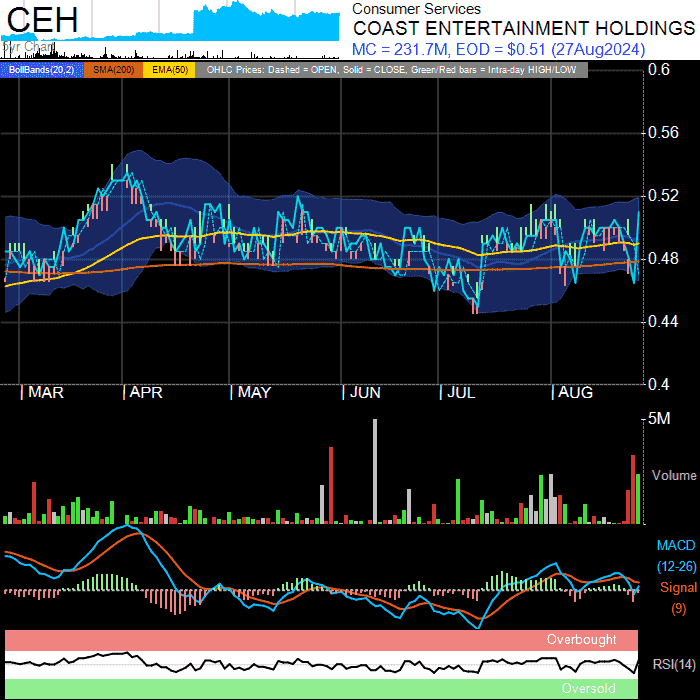 CEH
5yr Chart
Consumer Services
COAST ENTERTAINMENT HOLDINGS
MC = 231.7M, EOD = $0.51 (27Aug2024)
BollBands(20,2) SMA(200) EMA(50) OHLC Prices: Dashed = OPEN, Solid = CLOSE, Green/Red bars = Intra-day HIGH/LOW
0.6
0.56
0.52
0.48
0.44
0.4
| MAR | APR | MAY | JUN | JUL | AUG
5M
Volume
MACD
(12-26)
Signal
(9)
Overbought
RSI(14)
Oversold